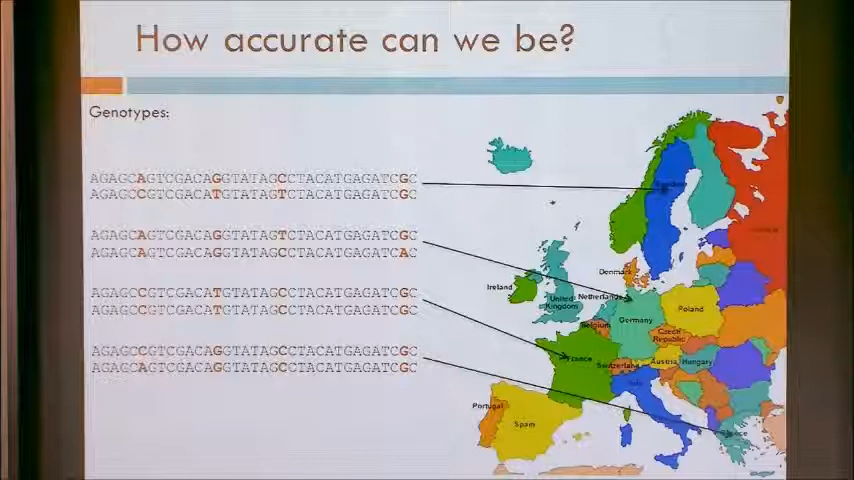 How accurate can we be?
Genotypes:
AGAGCAGTCGACAGGTATAGCCTACATGAGATCGC
AGAGCCGTCGACATGTATAGTCTACATGAGATCGC
AGAGCAGTCGACAGGTATAGTCTACATGAGATCGC
AGAGCAGTCGACAGGTATAGCCTACATGAGATCAC
AGAGCCGTCGACATGTATAGCCTACATGAGATCGC
AGAGCCGTCGACATGTATAGCCTACATGAGATCGC
AGAGCCGTCGACAGGTATAGCCTACATGAGATCGC
AGAGCAGTCGACAGGTATAGCCTACATGAGATCGC
Denmark
Ireland
United Kingdom
Netherlands
Belgium
Germany
Poland
Czech Republic
France
Switzerland
Austria
Hungary
Italy
Portugal
Spain
Greece